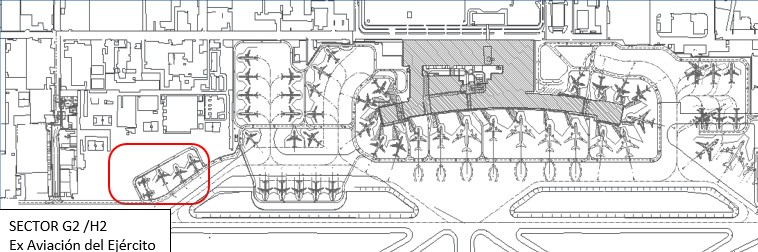 SECTOR G2 /H2
Ex Aviación del Ejército